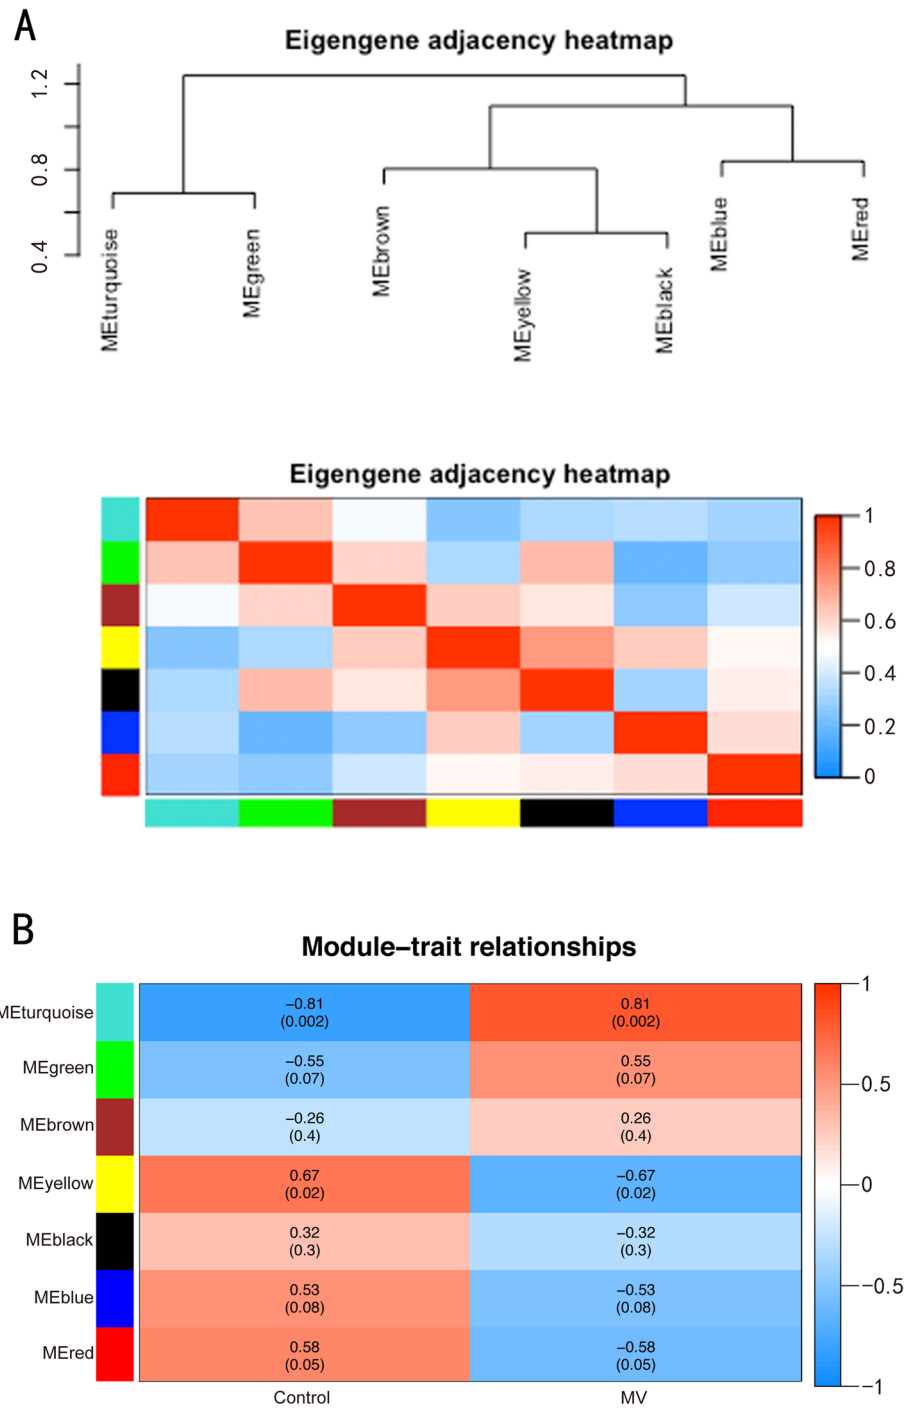 A
Eigengene adjacency heatmap
1.2
0.8
0.4
MEturquoise
MEgreen
MEbrown
MEyellow
MEblack
MEblue
MEred
Eigengene adjacency heatmap
1
0.8
0.6
0.4
0.2
0
B
Module–trait relationships
MEturquoise
−0.81
(0.002)
0.81
(0.002)
MEgreen
−0.55
(0.07)
0.55
(0.07)
MEbrown
−0.26
(0.4)
0.26
(0.4)
MEyellow
0.67
(0.02)
−0.67
(0.02)
MEblack
0.32
(0.3)
−0.32
(0.3)
MEblue
0.53
(0.08)
−0.53
(0.08)
MEred
0.58
(0.05)
−0.58
(0.05)
Control
MV
1
0.5
0
−0.5
−1